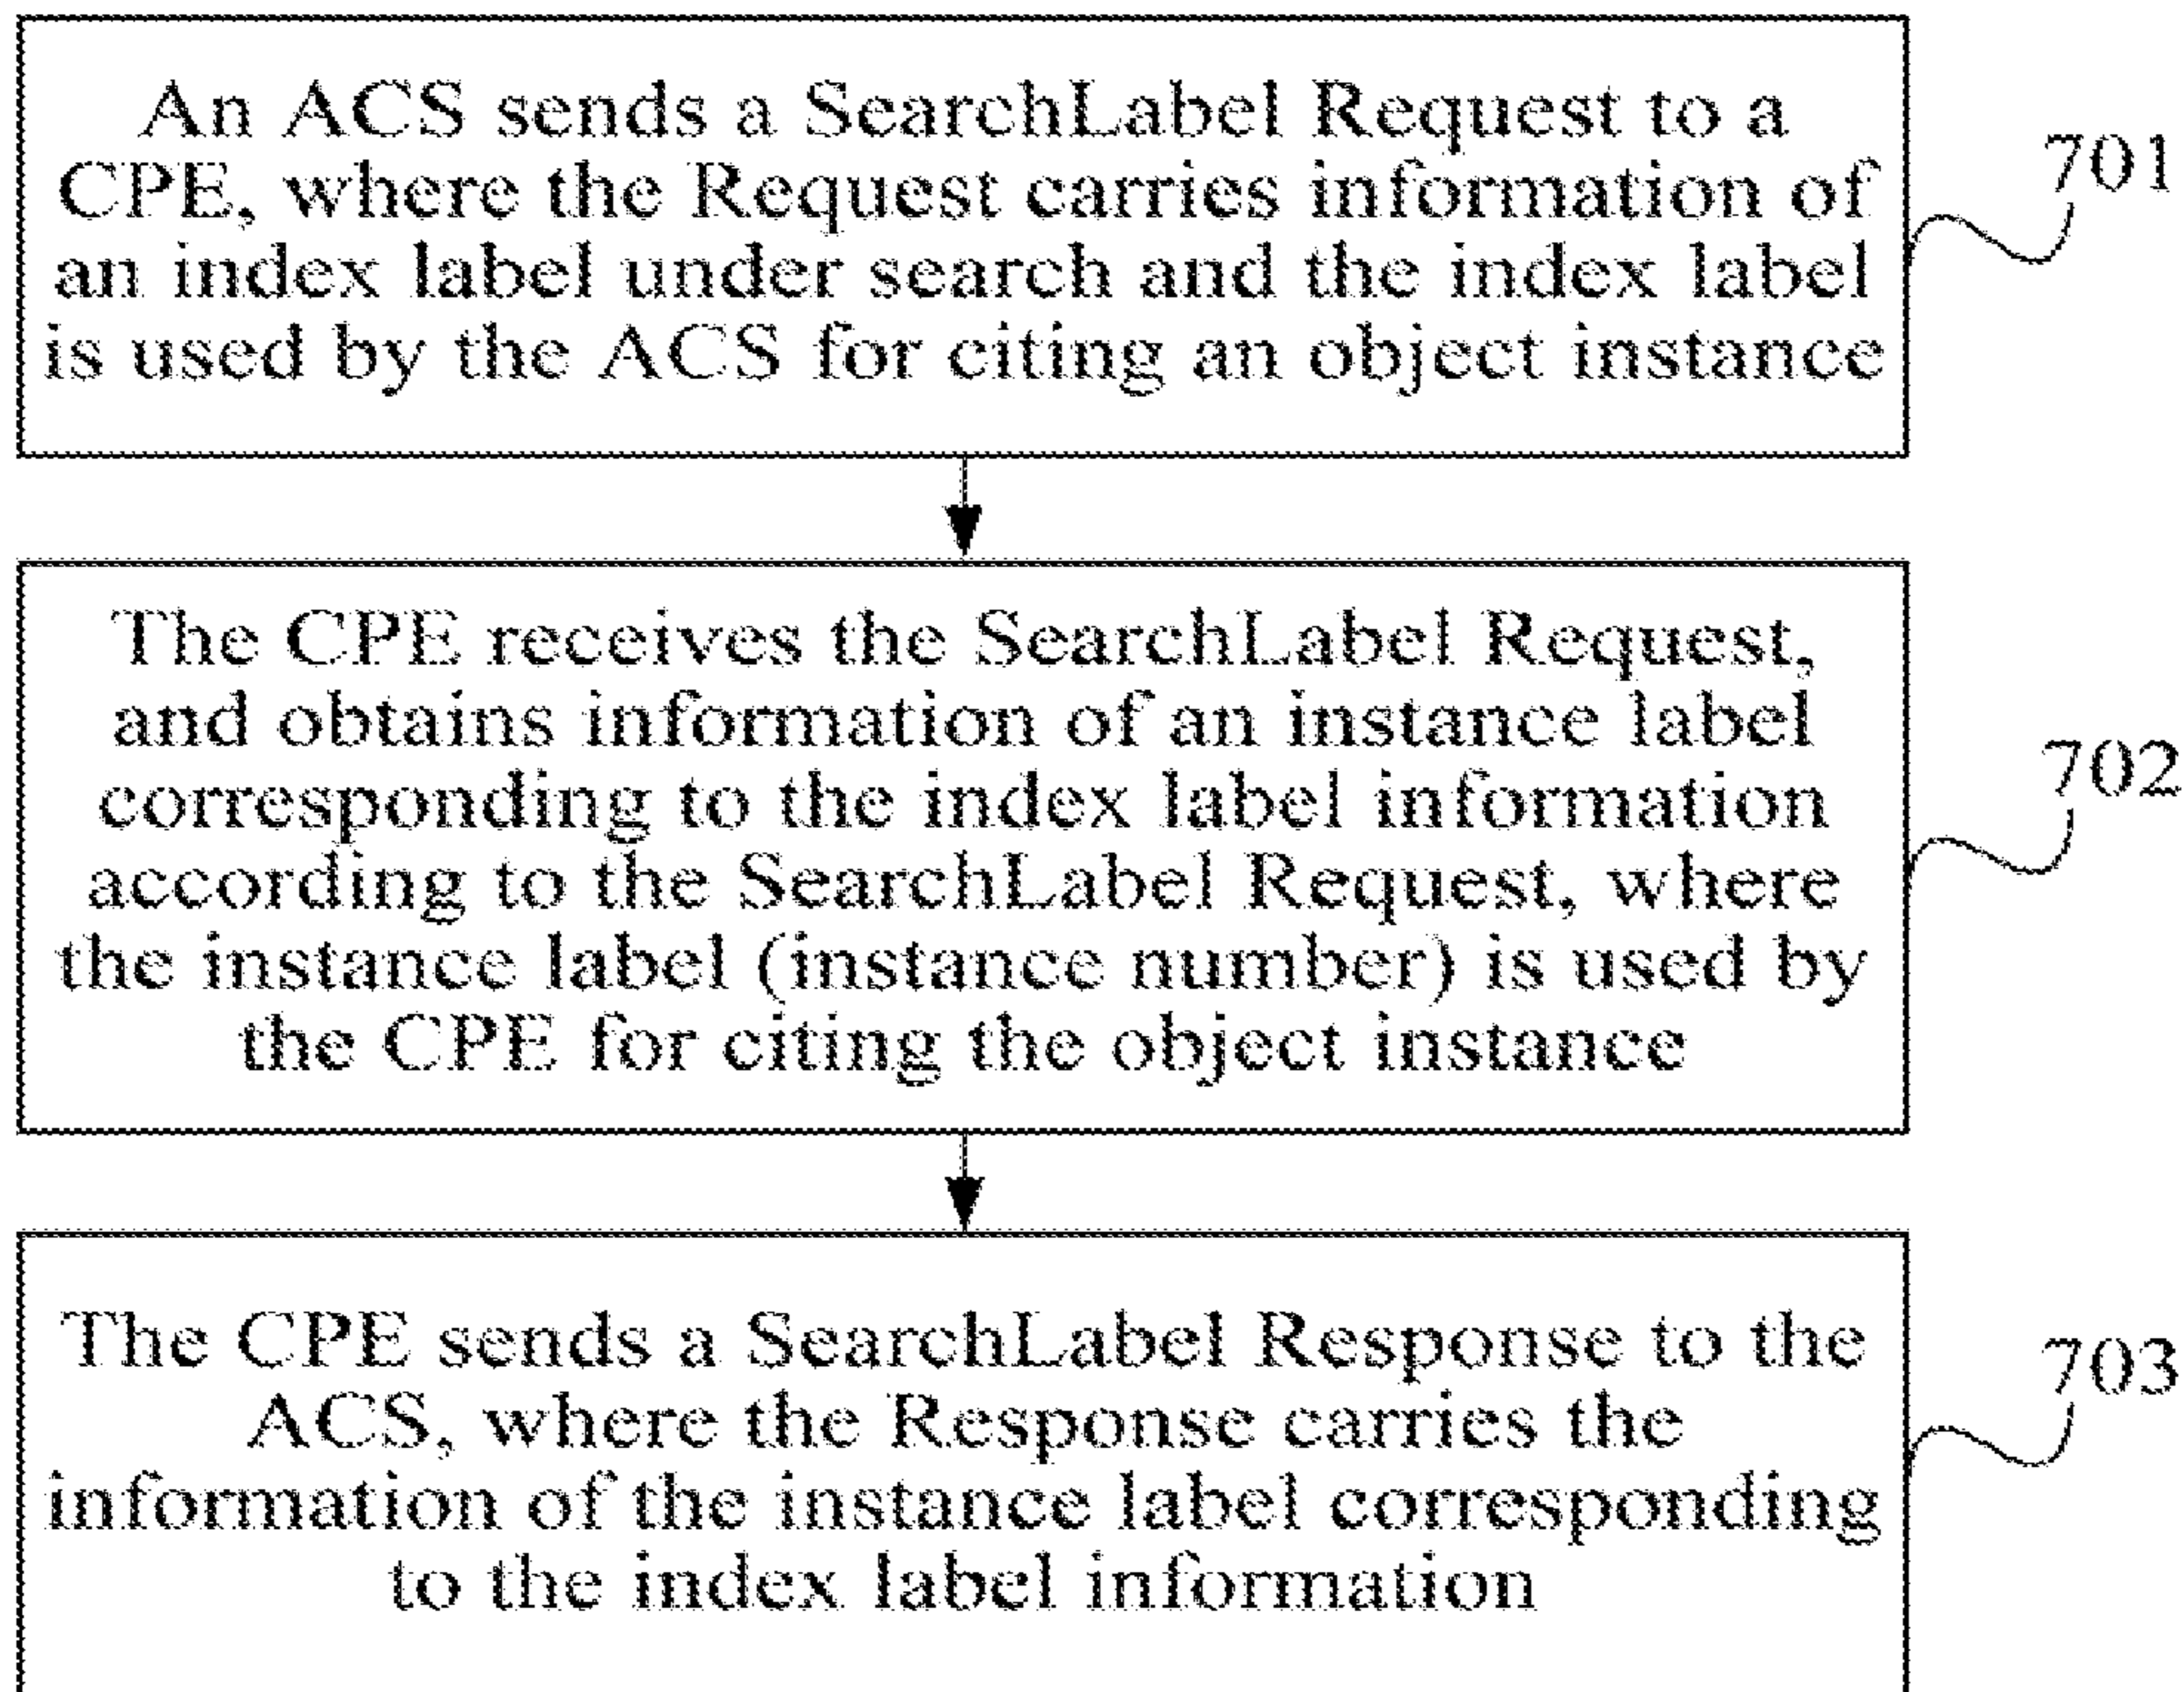 An ACS sends a SearchLabel Request to a
CPE, where the Request carries information of
an index label under search and the index label
is used by the ACS for citing an object instance
701
The CPE receives the SearchLabel Request,
and obtains information of an instance label
corresponding to the index label information
according to the SearchLabel Request, where
the instance label (instance number) is used by
the CPE for citing the object instance
702
The CPE sends a SearchLabel Response to the
ACS, where the Response carries the
information of the instance label corresponding
to the index label information
703